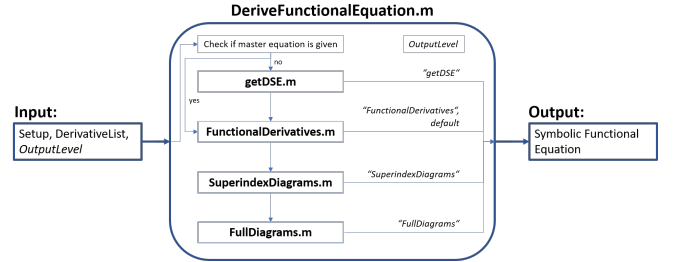 DeriveFunctionalEquation.m
Check if master equation is given
OutputLevel
no
getDSE.m
"getDSE"
yes
Input:
Setup, DerivativeList,
OutputLevel
"FunctionalDerivatives",
default
FunctionalDerivatives.m
Output:
Symbolic Functional
Equation
SuperindexDiagrams.m
"SuperindexDiagrams"
FullDiagrams.m
"FullDiagrams"